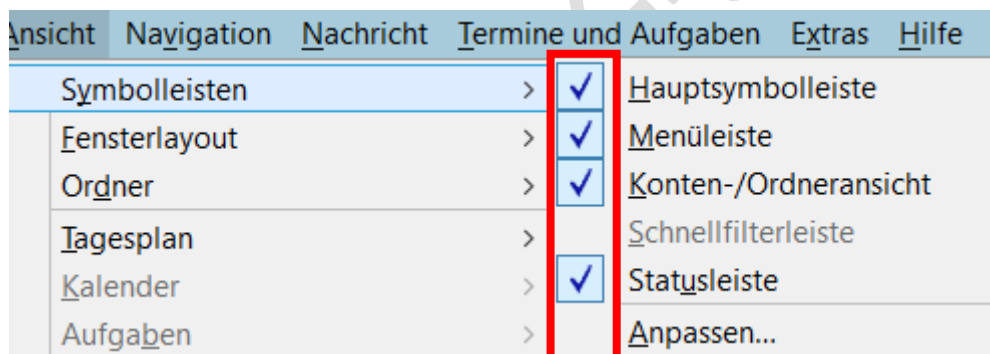 Ansicht Navigation Nachricht Termine und Aufgaben Extras Hilfe
Symbolleisten
Fensterlayout
Ordner
Tagesplan
Kalender
Aufgaben
Hauptsymbolleiste
Menüleiste
Konten-/Ordneransicht
Schnellfilterleiste
Statusleiste
Anpassen...